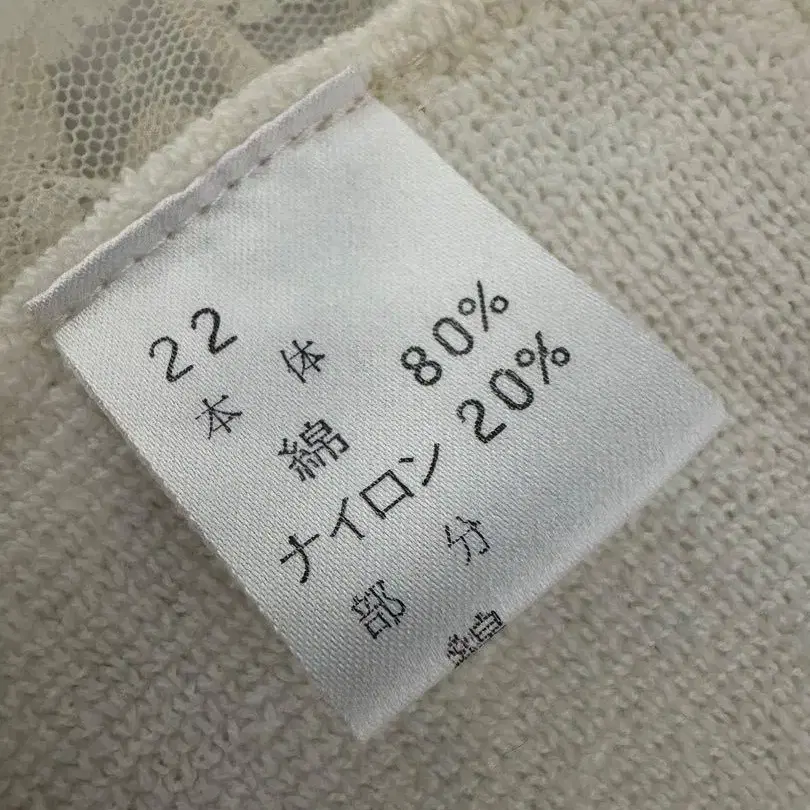 22
本体
綿 80%
ナイロン 20%
部分